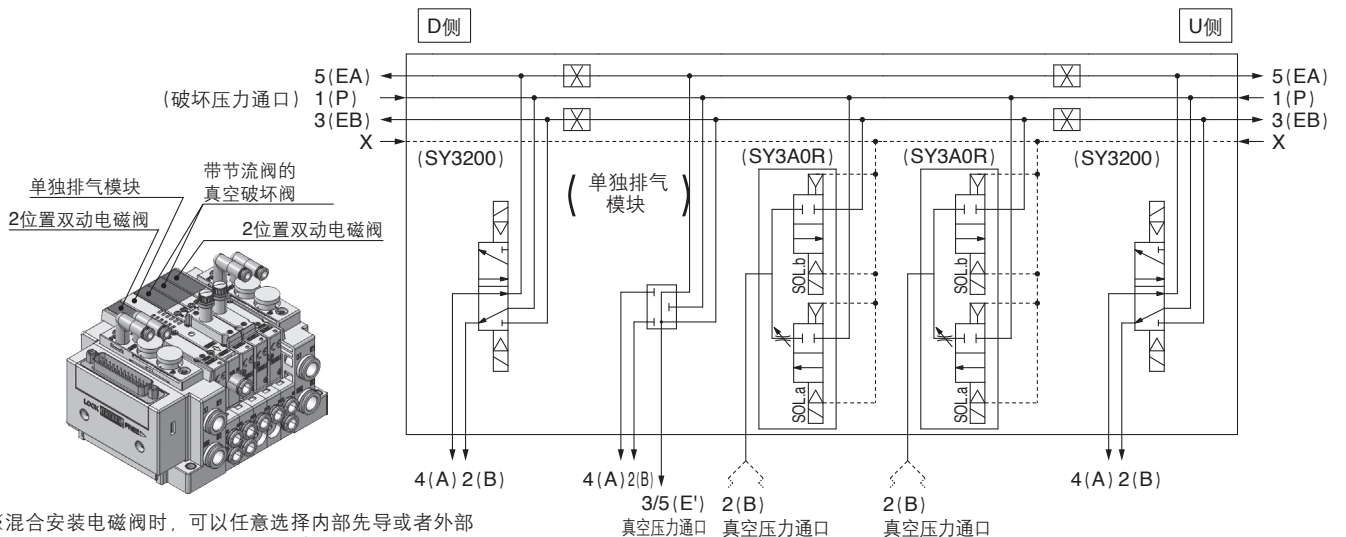 D侧
U侧
5(EA)
(破坏压力通口) 1(P)
3(EB)
X
5(EA)
1(P)
3(EB)
X
(SY3200)
(单独排气
模块)
(SY3A0R)
(SY3A0R)
(SY3200)
SOL.b
SOL.a
SOL.b
SOL.a
单独排气模块
带节流阀的
真空破坏阀
2位置双动电磁阀
2位置双动电磁阀
LOCK
FREE
4(A) 2(B)
4(A) 2(B)
3/5(E')
真空压力通口
2(B)
真空压力通口
2(B)
真空压力通口
4(A) 2(B)
混合安装电磁阀时，可以任意选择内部先导或者外部